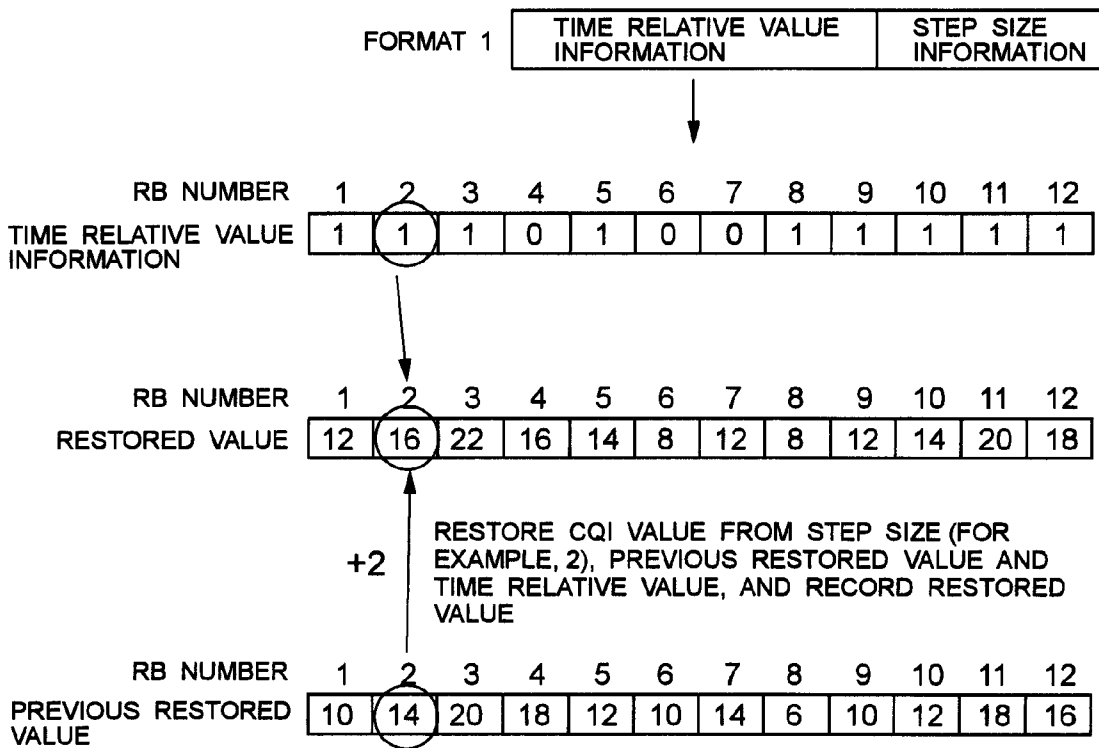 FORMAT 1
TIME RELATIVE VALUE
INFORMATION
STEP SIZE
INFORMATION
RB NUMBER 1 2 3 4 5 6 7 8 9 10 11 12
TIME RELATIVE VALUE
INFORMATION
1 1 1 0 1 0 0 1 1 1 1 1
RB NUMBER 1 2 3 4 5 6 7 8 9 10 11 12
RESTORED VALUE 12 16 22 16 14 8 12 8 12 14 20 18
+2
RESTORE CQI VALUE FROM STEP SIZE (FOR
EXAMPLE, 2), PREVIOUS RESTORED VALUE AND
TIME RELATIVE VALUE, AND RECORD RESTORED
VALUE
RB NUMBER 1 2 3 4 5 6 7 8 9 10 11 12
PREVIOUS RESTORED
VALUE
10 14 20 18 12 10 14 6 10 12 18 16